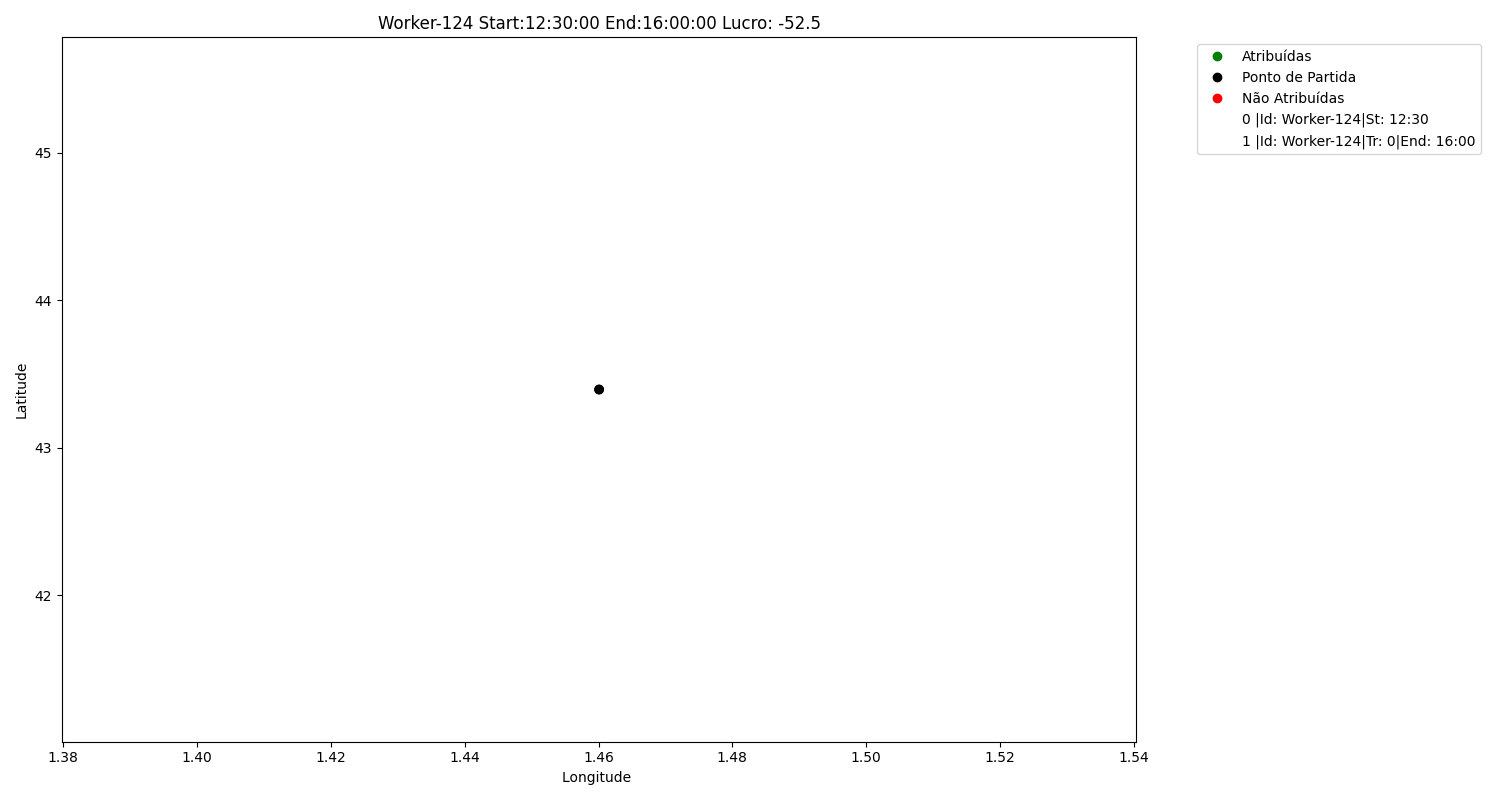 Worker-124 Start:12:30:00 End:16:00:00 Lucro: -52.5
Atribuídas
Ponto de Partida
Não Atribuídas
0 |Id: Worker-124|St: 12:30
1 |Id: Worker-124|Tr: 0|End: 16:00
45
44
43
42
Latitude
1.38 1.40 1.42 1.44 1.46 1.48 1.50 1.52 1.54
Longitude